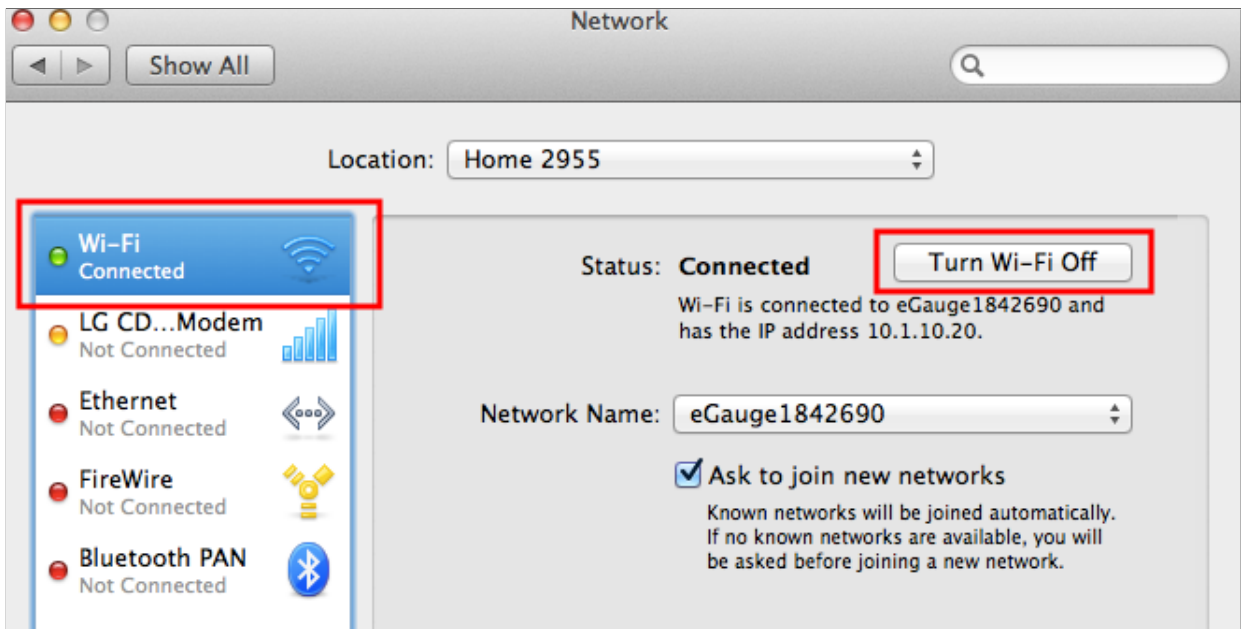 Network
Show All
Location: Home 2955
Wi-Fi
Connected
LG CD...Modem
Not Connected
Ethernet
Not Connected
FireWire
Not Connected
Bluetooth PAN
Not Connected
Status: Connected
Turn Wi-Fi Off
Wi-Fi is connected to eGauge1842690 and
has the IP address 10.1.10.20.
Network Name: eGauge1842690
Ask to join new networks
Known networks will be joined automatically.
If no known networks are available, you will
be asked before joining a new network.